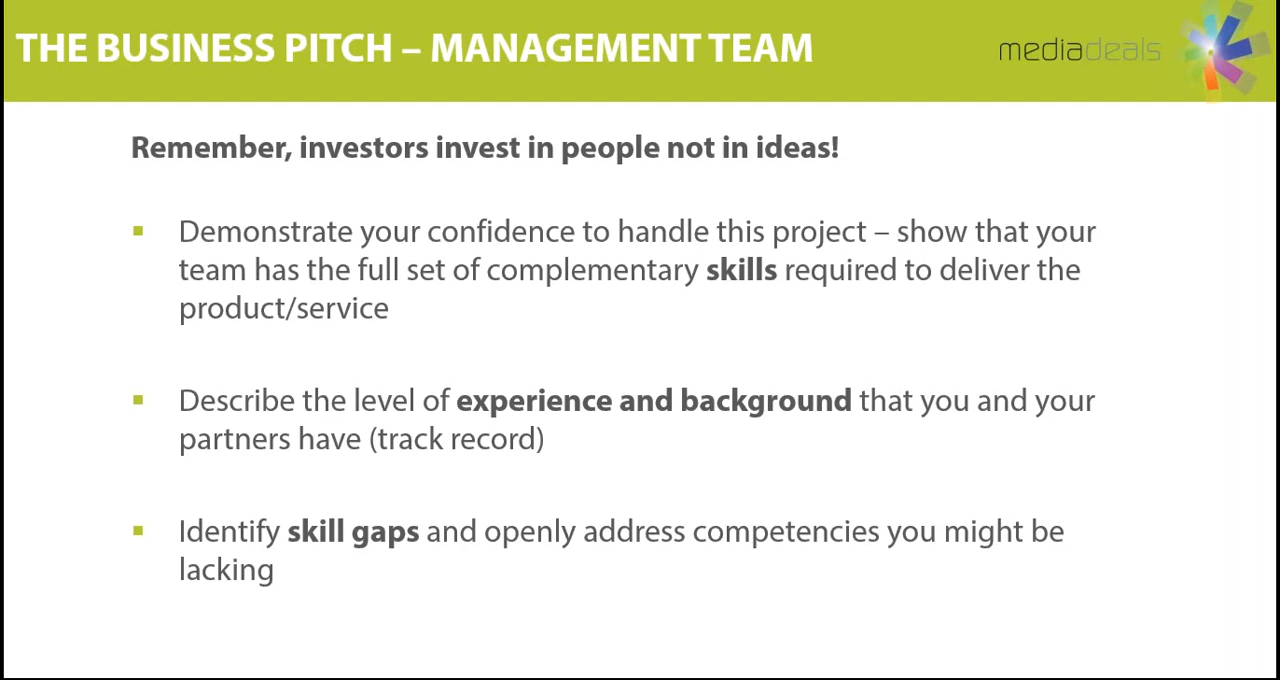 THE BUSINESS PITCH – MANAGEMENT TEAM
mediadeals
Remember, investors invest in people not in ideas!
▪ Demonstrate your confidence to handle this project – show that your
team has the full set of complementary skills required to deliver the
product/service
▪ Describe the level of experience and background that you and your
partners have (track record)
▪ Identify skill gaps and openly address competencies you might be
lacking